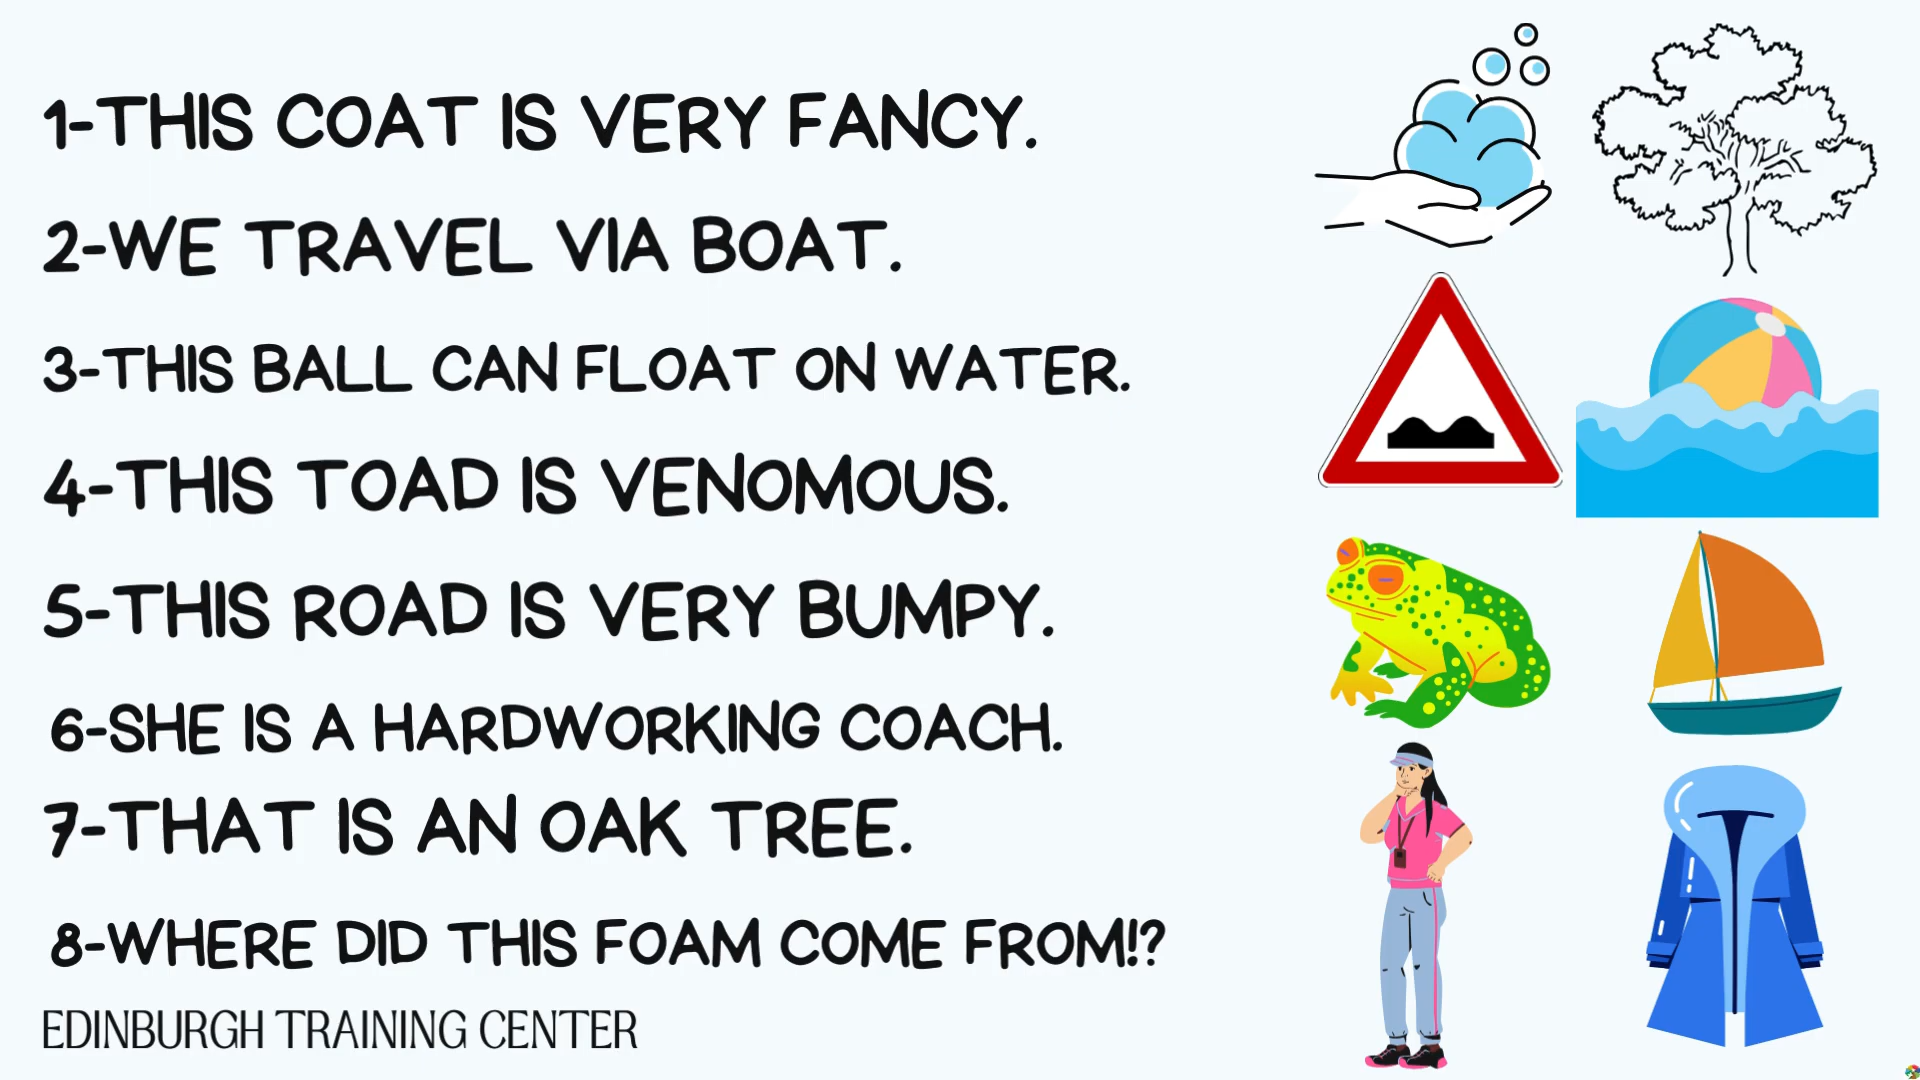 1-THIS COAT IS VERY FANCY.
2-WE TRAVEL VIA BOAT.
3-THIS BALL CAN FLOAT ON WATER.
4-THIS TOAD IS VENOMOUS.
5-THIS ROAD IS VERY BUMPY.
6-SHE IS A HARDWORKING COACH.
7-THAT IS AN OAK TREE.
8-WHERE DID THIS FOAM COME FROM!?
EDINBURGH TRAINING CENTER